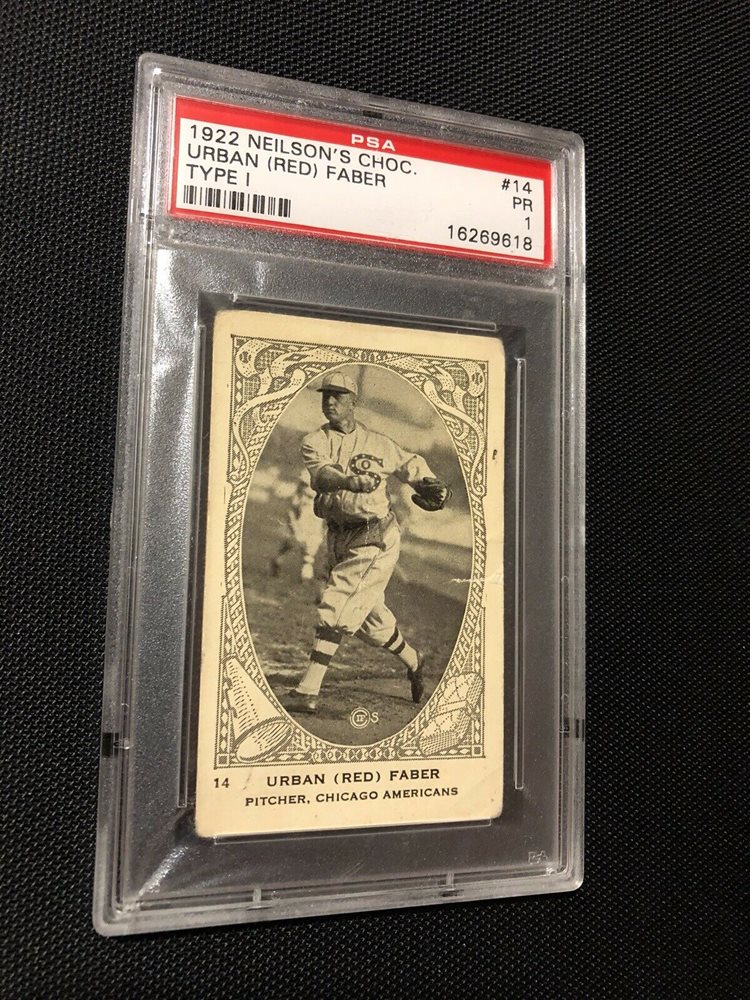 PSA
1922 NEILSON'S CHOC. #14
URBAN (RED) FABER PR
TYPE I 1
16269618
S
© IF S
14 URBAN (RED) FABER
PITCHER, CHICAGO AMERICANS